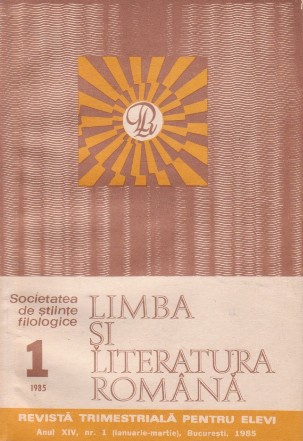 Societatea
de științe
filologice
1
1985
LIMBA
ȘI
LITERATURA
ROMÂNĂ
REVISTĂ TRIMESTRIALĂ PENTRU ELEVI
Anul XIV, nr. 1 (ianuarie-martie), București, 1985